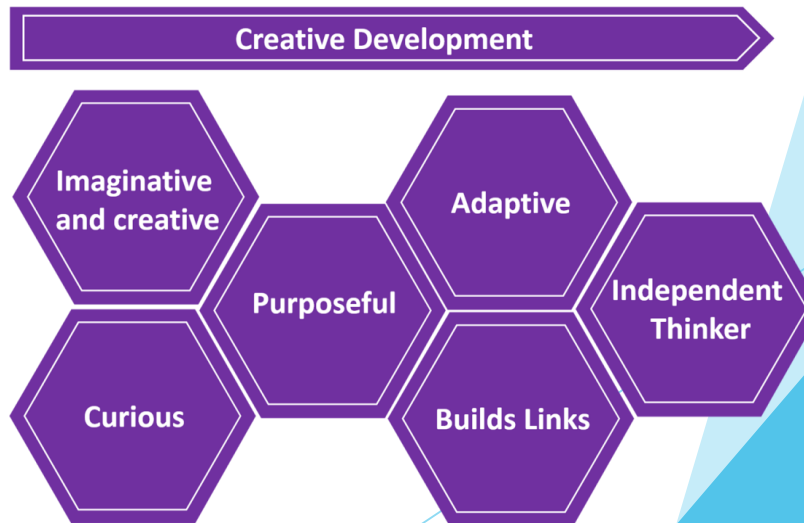 Creative Development
Imaginative
and creative
Curious
Purposeful
Adaptive
Builds Links
Independent
Thinker